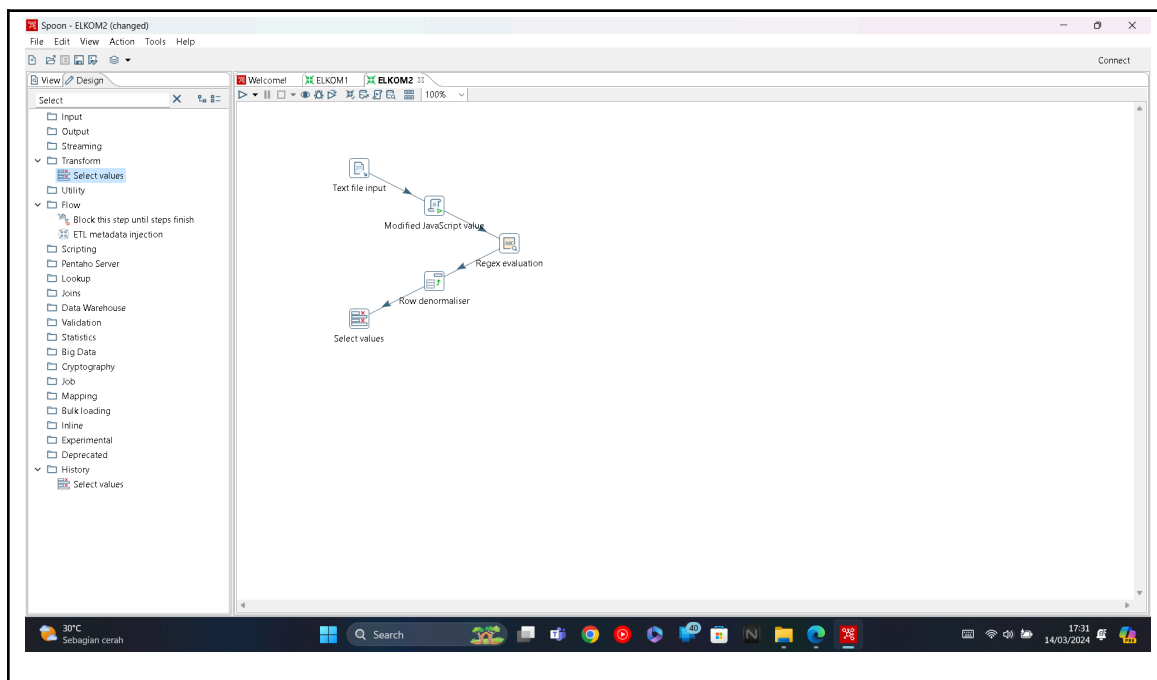 Spoon - ELKOM2 (changed)
File Edit View Action Tools Help
Connect
View Design
Welcome! ELKOM1 ELKOM2
Select
100%
Input
Output
Streaming
Transform
Select values
Utility
Flow
Block this step until steps finish
ETL metadata injection
Scripting
Pentaho Server
Lookup
Joins
Data Warehouse
Validation
Statistics
Big Data
Cryptography
Job
Mapping
Bulk loading
Inline
Experimental
Deprecated
History
Select values
Text file input
Modified JavaScript value
Regex evaluation
Row denormaliser
Select values
30°C
Sebagian cerah
Search
40
17:31
14/03/2024